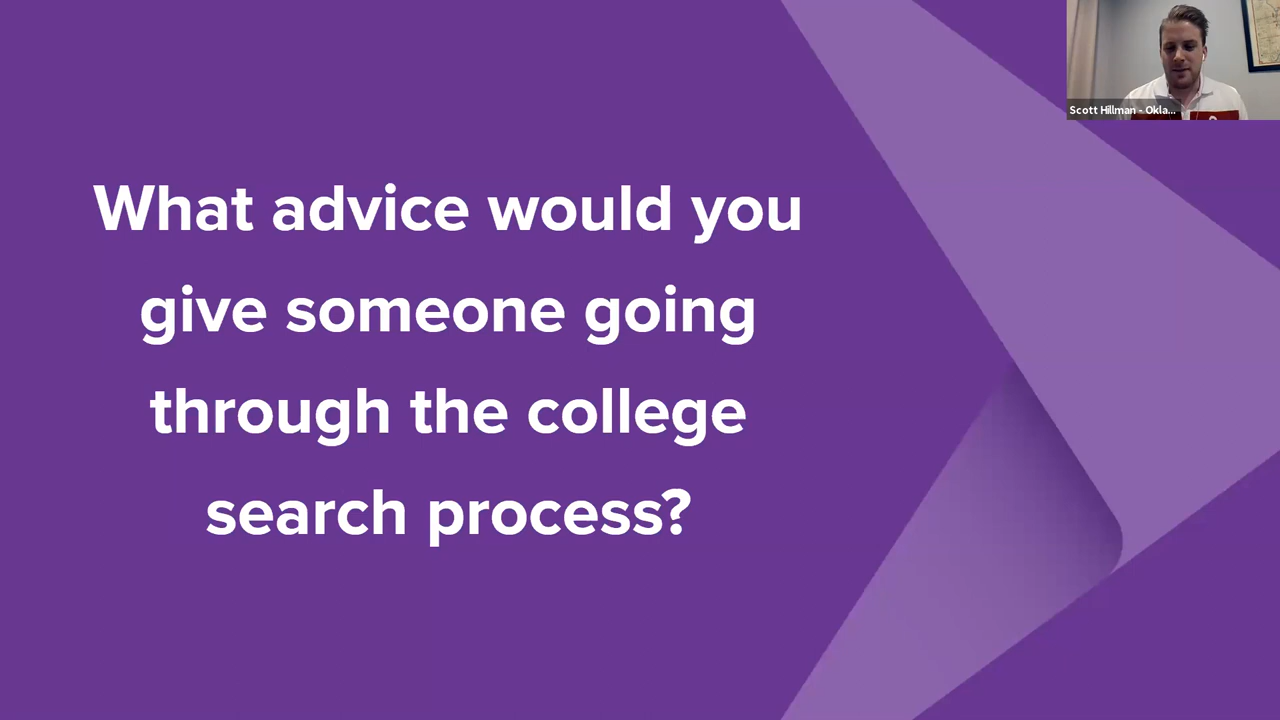 What advice would you
give someone going
through the college
search process?
Scott Hillman - Okla...